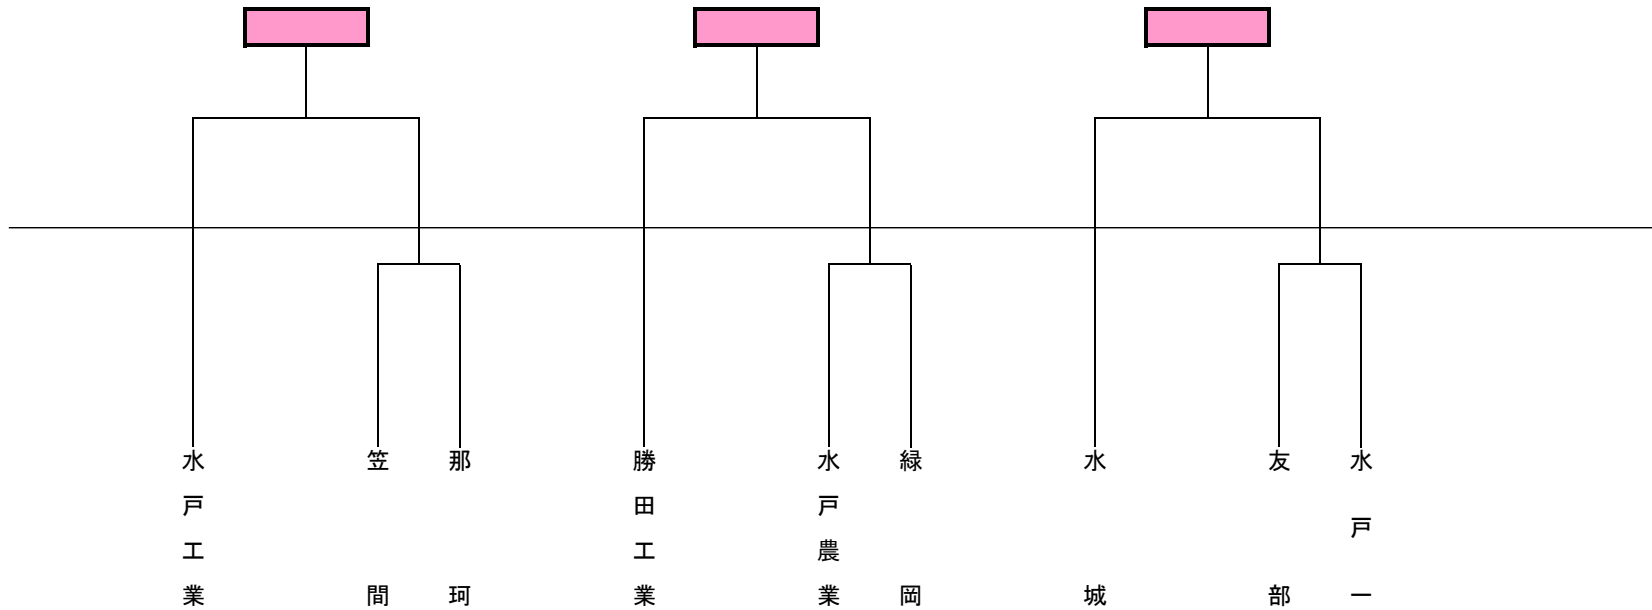 水戸工業
笠間
那珂
勝田工業
水戸農業
緑岡
水城
友部
水戸一